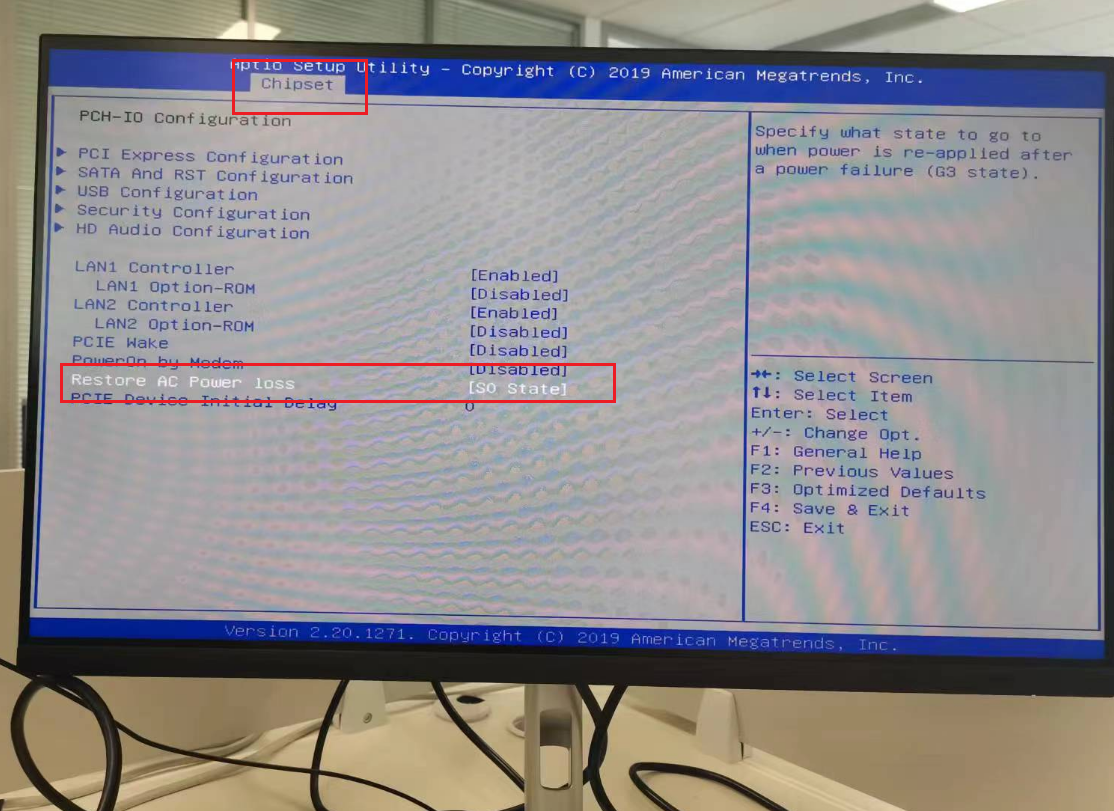 Aptio Setup Utility - Copyright (C) 2019 American Megatrends, Inc.
Chipset
PCH-IO Configuration
PCI Express Configuration
SATA And RST Configuration
USB Configuration
Security Configuration
HD Audio Configuration
LAN1 Controller [Enabled]
LAN1 Option-ROM [Disabled]
LAN2 Controller [Enabled]
LAN2 Option-ROM [Disabled]
PCIE Wake [Disabled]
PowerOn by Modem [Disabled]
Restore AC Power loss [S0 State]
PCIE Device Initial Delay 0
Specify what state to go to
when power is re-applied after
a power failure (G3 state).
→←: Select Screen
↑↓: Select Item
Enter: Select
+/-: Change Opt.
F1: General Help
F2: Previous Values
F3: Optimized Defaults
F4: Save & Exit
ESC: Exit
Version 2.20.1271. Copyright (C) 2019 American Megatrends, Inc.